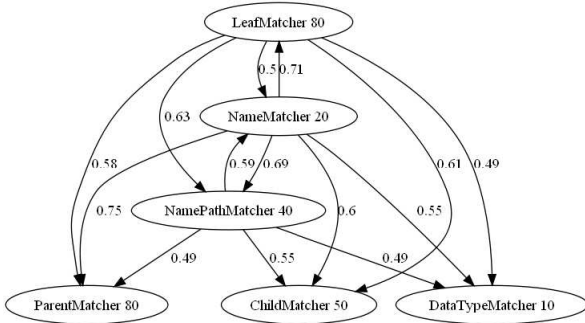 LeafMatcher 80
0.5
0.71
NameMatcher 20
0.63
0.58
0.59
0.69
0.61
0.49
0.75
0.6
0.55
NamePathMatcher 40
0.49
0.55
0.49
ParentMatcher 80
ChildMatcher 50
DataTypeMatcher 10